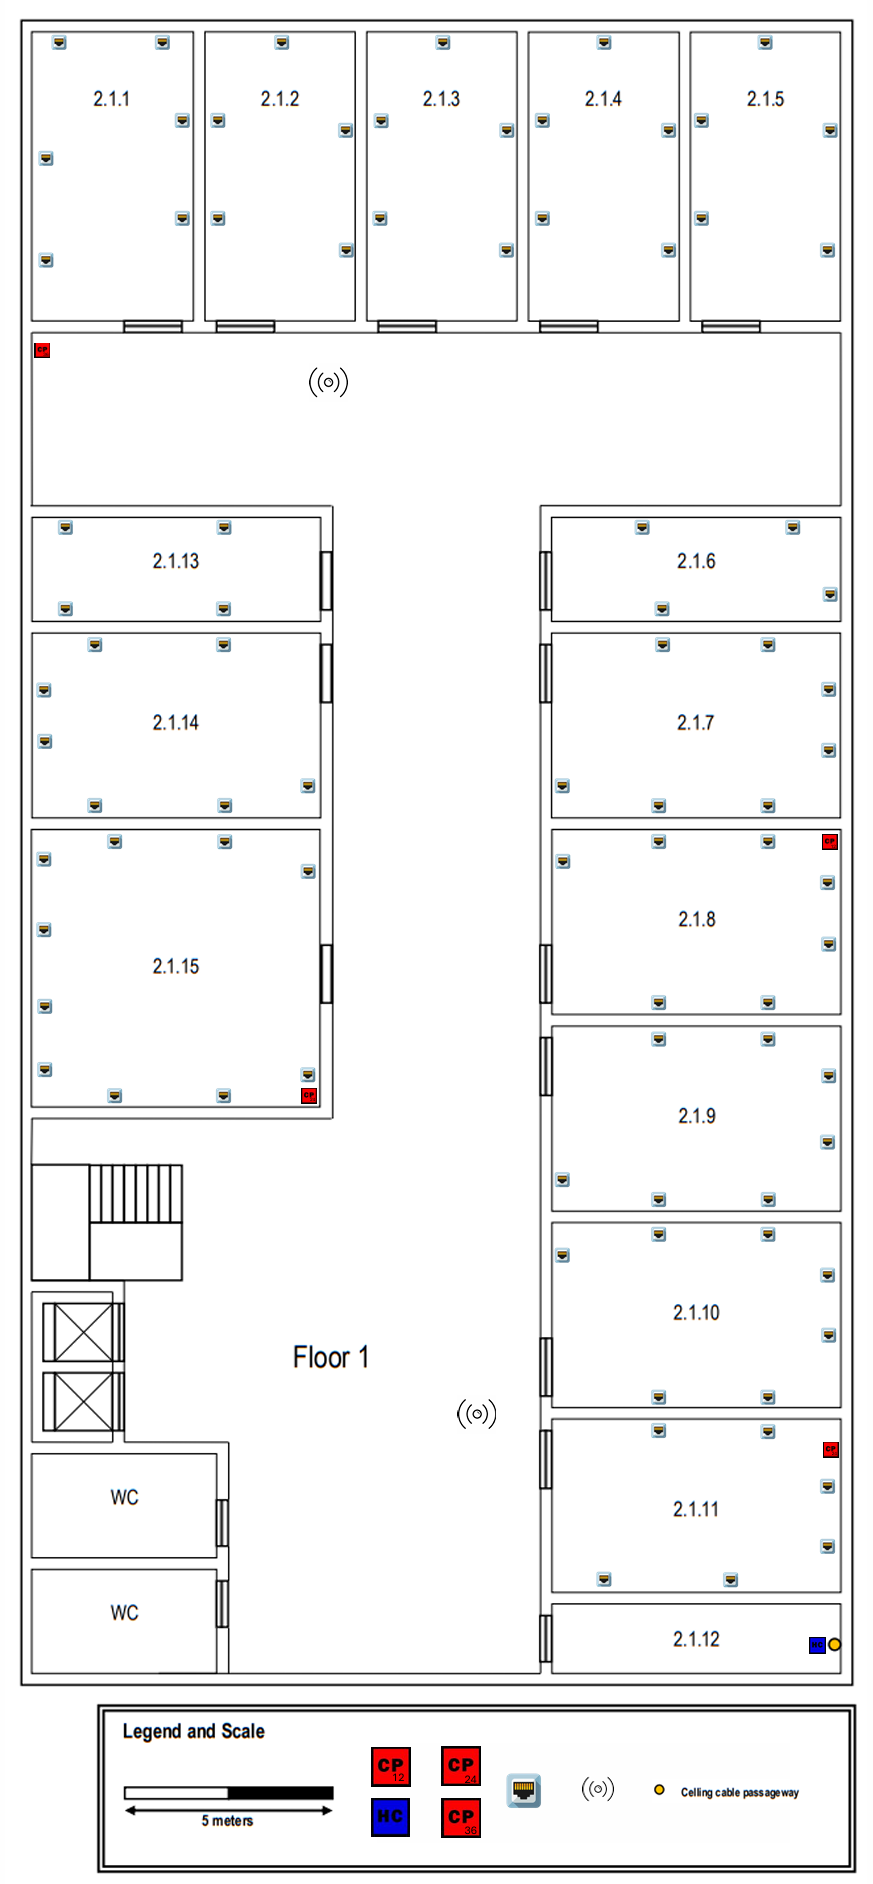 2.1.1
2.1.2
2.1.3
2.1.4
2.1.5
CP
2.1.13
2.1.6
2.1.14
2.1.7
CP
2.1.8
2.1.15
CP
2.1.9
2.1.10
Floor 1
CP
2.1.11
WC
WC
2.1.12
HC
Legend and Scale
CP 12
CP 24
5 meters
HC
CP 36
Celling cable passageway